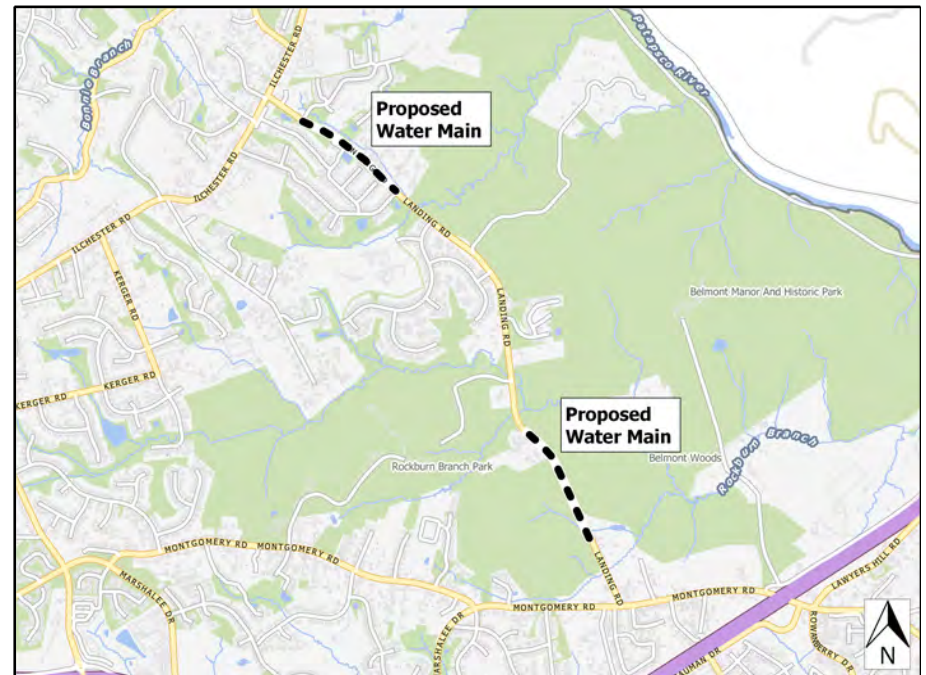 Patapsco River
Bonnie Branch
ILCHESTER RD
Proposed
Water Main
ILCHESTER RD
LANDING RD
ILCHESTER RD
KERGER RD
LANDING RD
Belmont Manor And Historic Park
KERGER RD
KERGER RD
Proposed
Water Main
Rockburn Branch
Belmont Woods
Rockburn Branch Park
MONTGOMERY RD MONTGOMERY RD
LANDING RD
LAWYERS HILL RD
MARSHALEE DR
MONTGOMERY RD
MONTGOMERY RD
MARSHALEE DR
ROWANBERRY DR
N